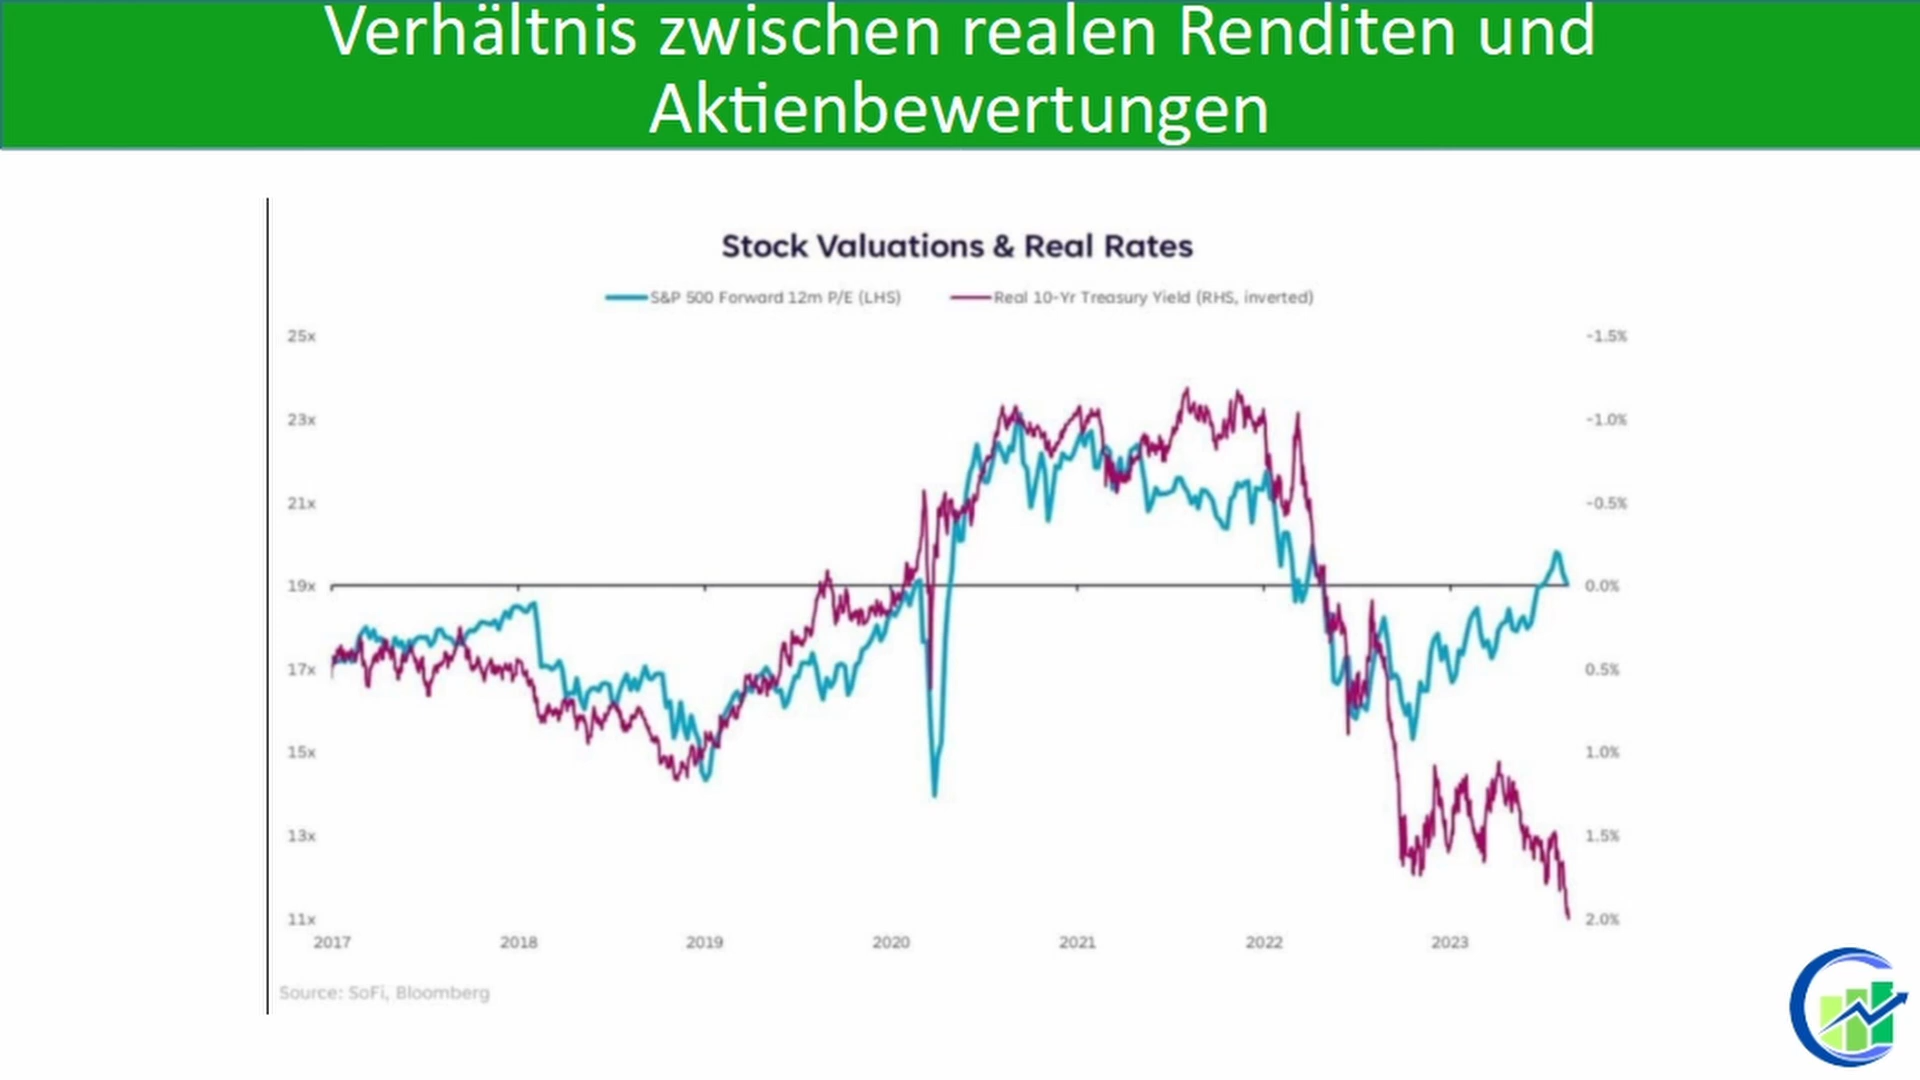 Verhältnis zwischen realen Renditen und
Aktienbewertungen
Stock Valuations & Real Rates
S&P 500 Forward 12m P/E (LHS)
Real 10-Yr Treasury Yield (RHS, inverted)
25x
-1.5%
23x
-1.0%
21x
-0.5%
19x
0.0%
17x
0.5%
15x
1.0%
13x
1.5%
11x
2.0%
2017
2018
2019
2020
2021
2022
2023
Source: SoFi, Bloomberg